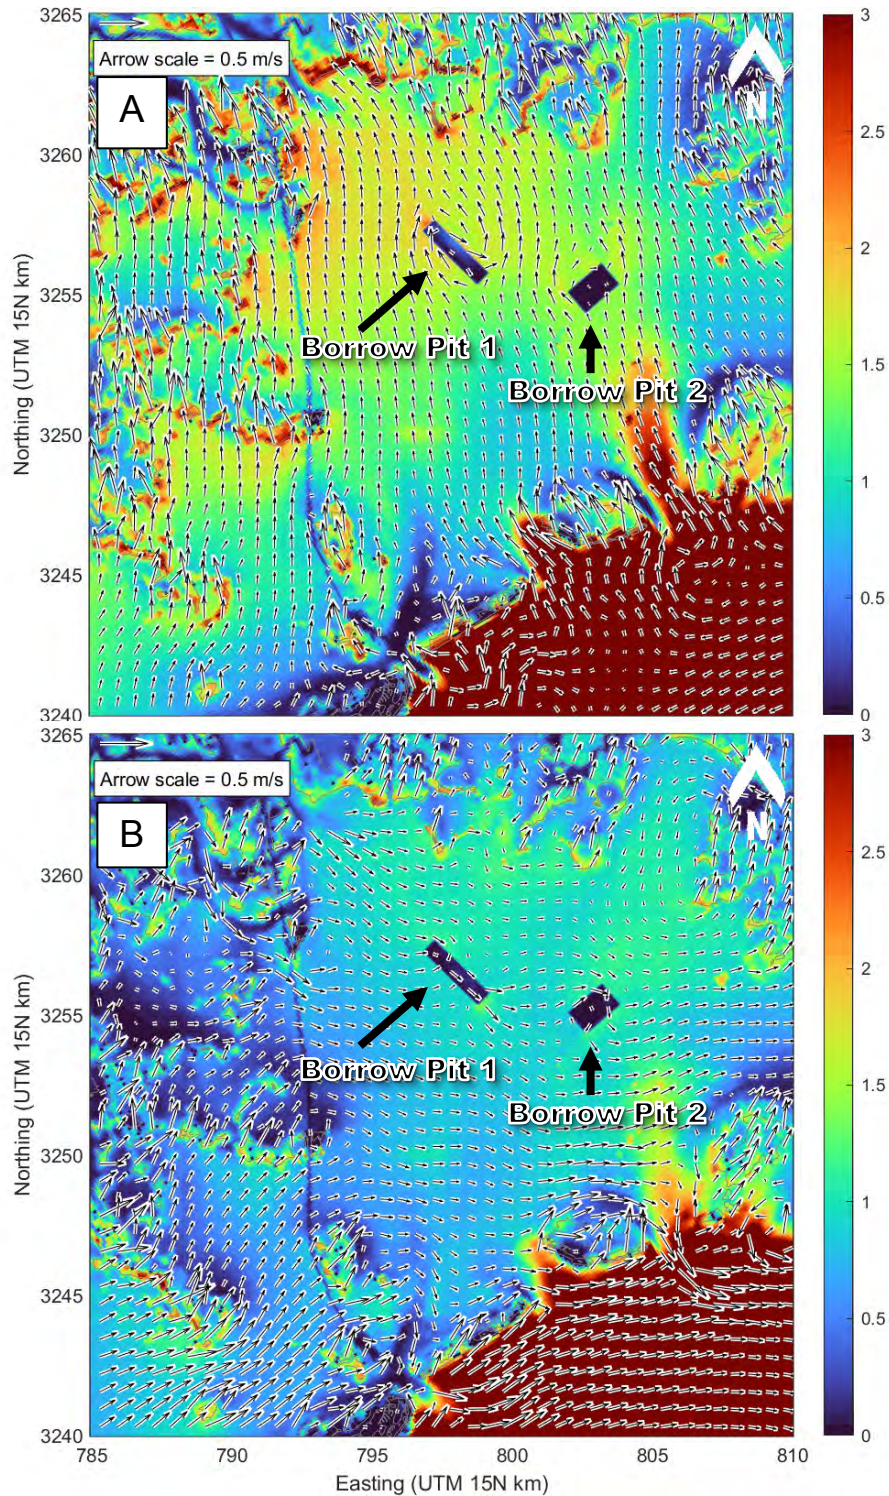 3265
Arrow scale = 0.5 m/s
A
N
3260
3255
3250
3245
3240
Northing (UTM 15N km)
Borrow Pit 1
Borrow Pit 2
3
2.5
2
1.5
1
0.5
0
3265
Arrow scale = 0.5 m/s
B
N
3260
3255
3250
3245
3240
Northing (UTM 15N km)
Borrow Pit 1
Borrow Pit 2
3
2.5
2
1.5
1
0.5
0
785 790 795 800 805 810
Easting (UTM 15N km)